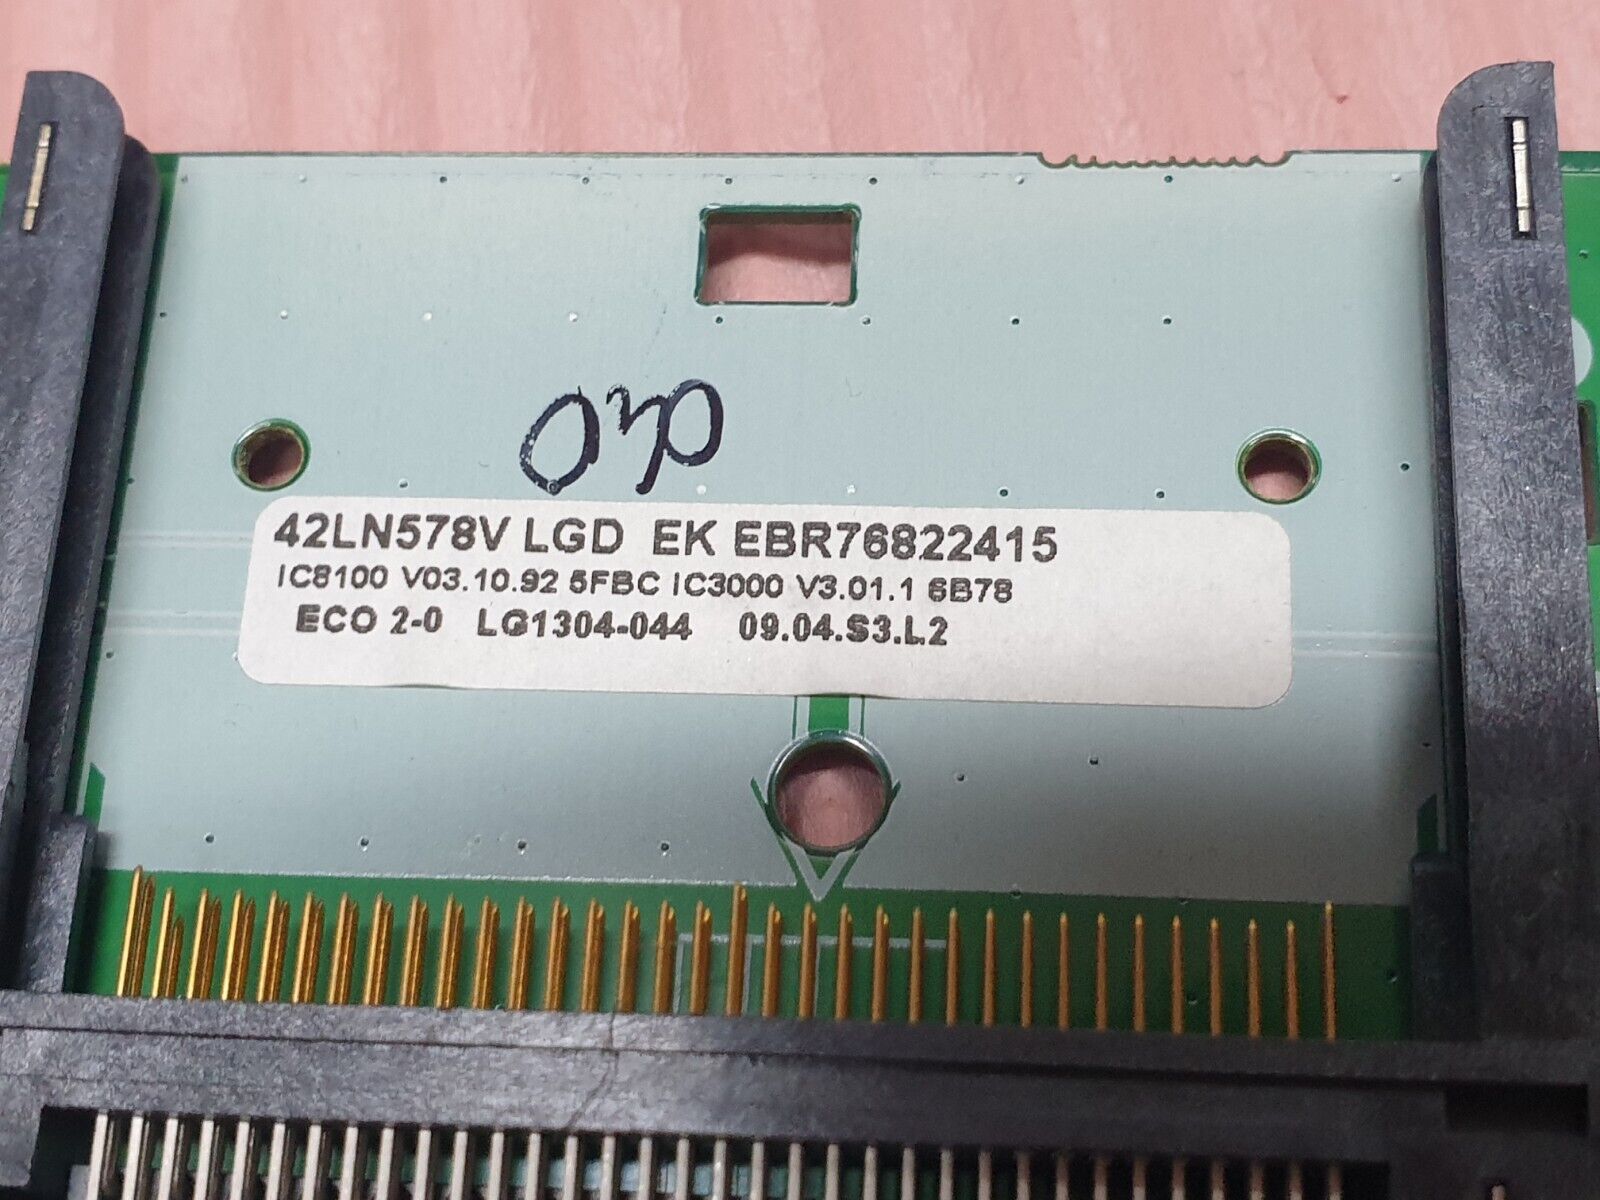 42LN578V LGD EK EBR76822415
IC8100 V03.10.92 5FBC IC3000 V3.01.1 6B78
ECO 2-0 LG1304-044 09.04.S3.L2